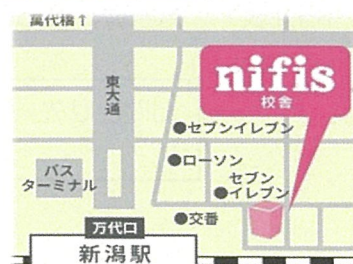 萬代橋↑
nifis
校舎
東大通
●セブンイレブン
●ローソン
セブン
●イレブン
バス
ターミナル
●交番
万代口
新潟駅